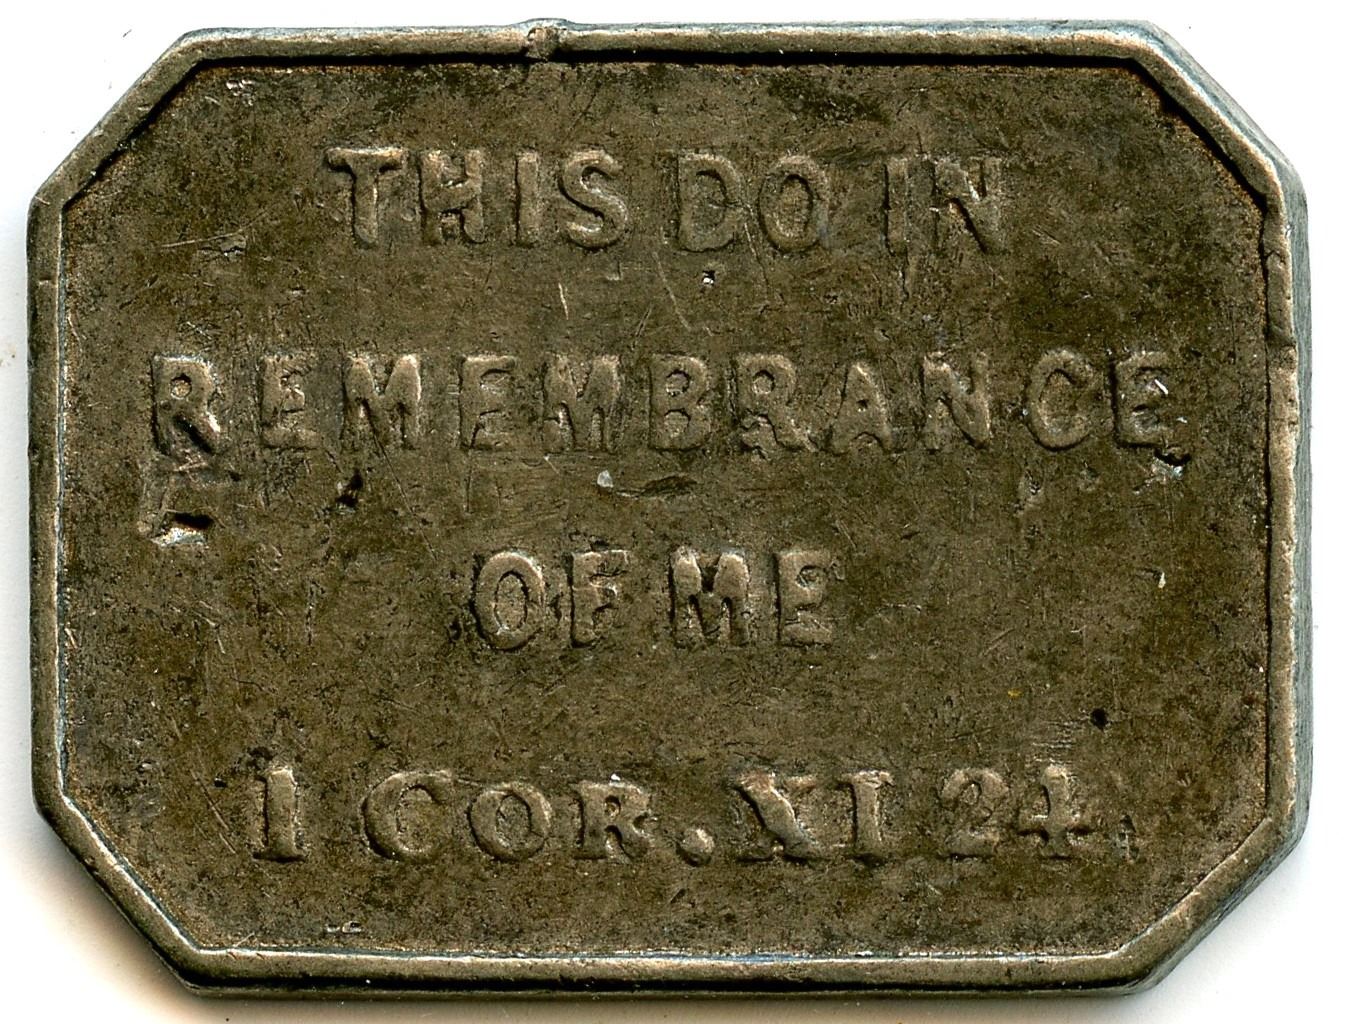 THIS DO IN
REMEMBRANCE
OF ME
1 COR. XI 24.